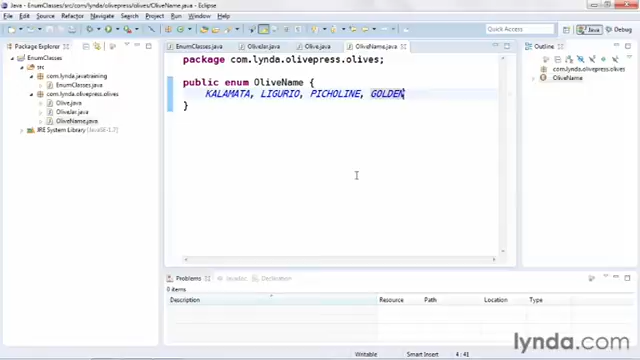 Java - EnumClasses/src/com/lynda/olivepress/olives/OliveName.java - Eclipse
File Edit Source Refactor Navigate Search Project Run Window Help
Quick Access Java Debug
Package Explorer
EnumClasses
src
com.lynda.javatraining
EnumClasses.java
com.lynda.olivepress.olives
Olive.java
OliveJar.java
OliveName.java
JRE System Library [JavaSE-1.7]
EnumClasses.java OliveJar.java Olive.java OliveName.java
package com.lynda.olivepress.olives;
public enum OliveName {
KALAMATA, LIGURIO, PICHOLINE, GOLDEN
}
Outline
com.lynda.olivepress.olives
OliveName
Problems Javadoc Declaration
0 items
Description Resource Path Location Type
Writable Smart Insert 4 : 41
lynda.com